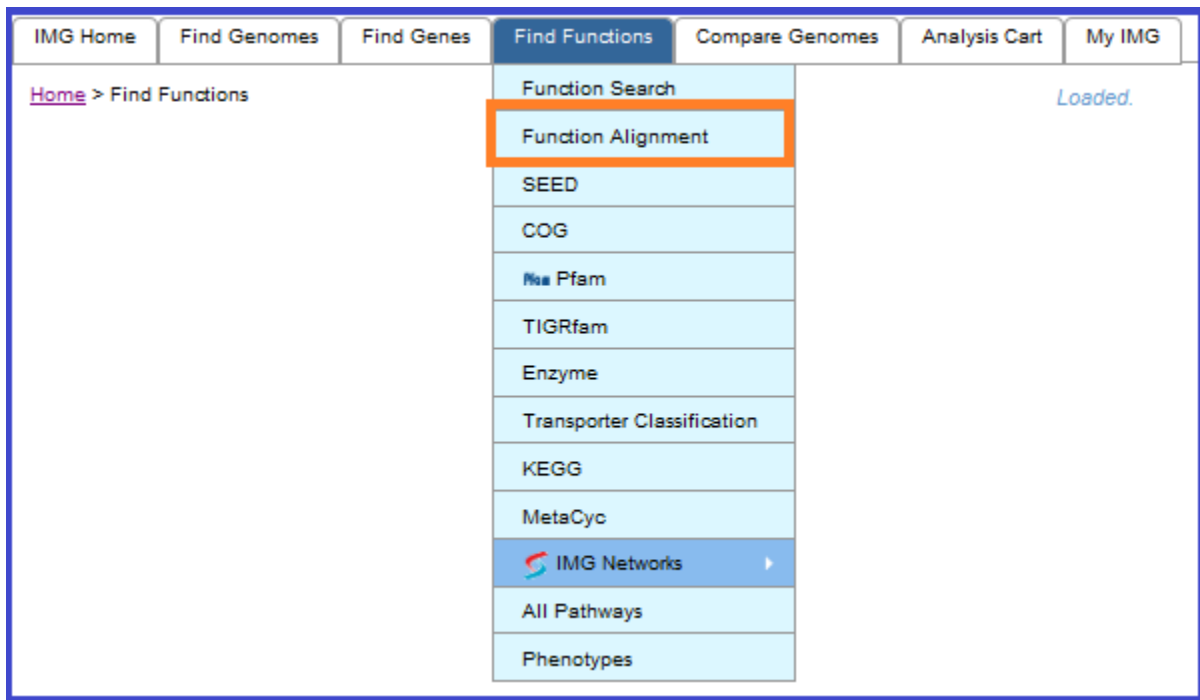 IMG Home Find Genomes Find Genes Find Functions Compare Genomes Analysis Cart My IMG
Home > Find Functions
Loaded.
Function Search
Function Alignment
SEED
COG
Pfam
TIGRfam
Enzyme
Transporter Classification
KEGG
MetaCyc
IMG Networks
All Pathways
Phenotypes